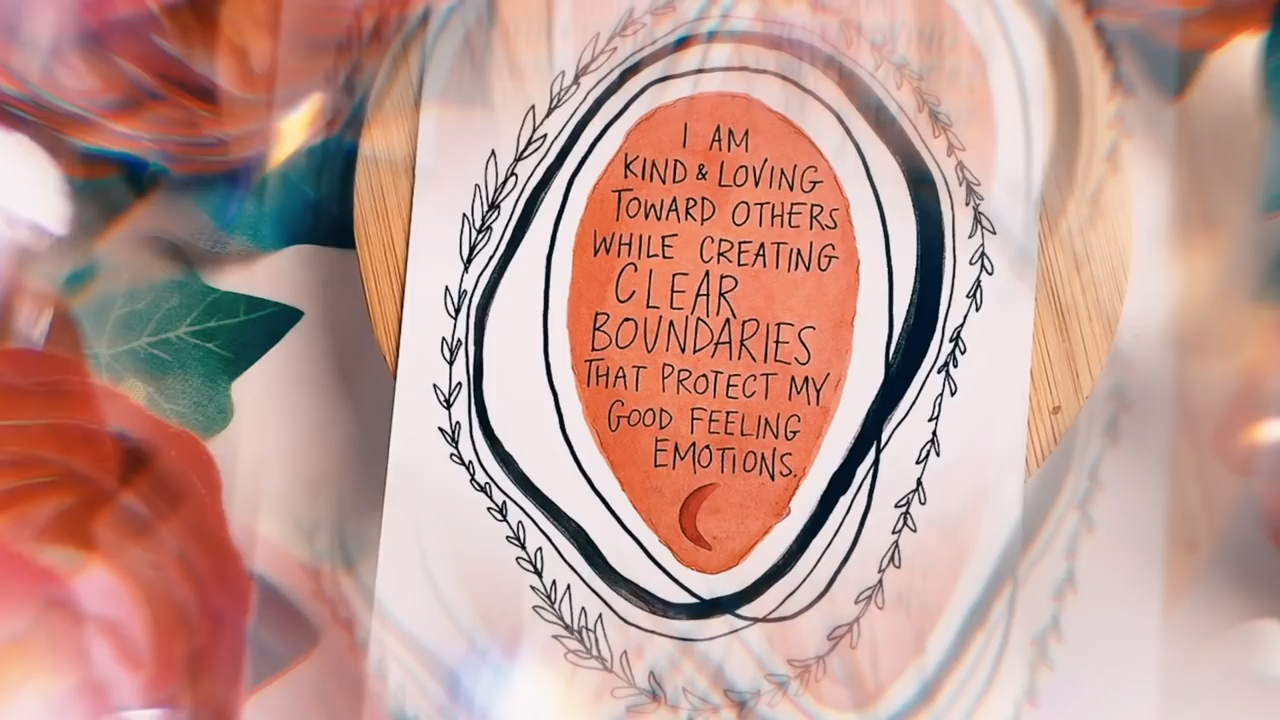 I AM
KIND & LOVING
TOWARD OTHERS
WHILE CREATING
CLEAR
BOUNDARIES
THAT PROTECT MY
GOOD FEELING
EMOTIONS.